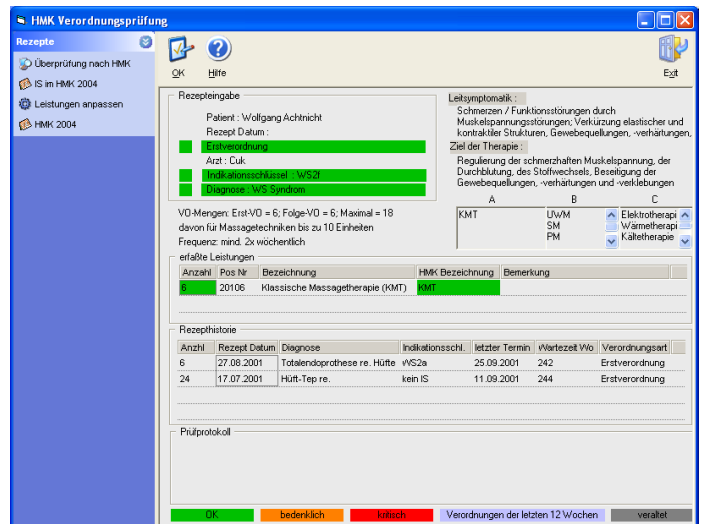 HMK Verordnungsprüfung
Rezepte
Überprüfung nach HMK
IS im HMK 2004
Leistungen anpassen
HMK 2004
OK
Hilfe
Exit
Rezepteingabe
Patient : Wolfgang Achtnicht
Rezept Datum :
Erstverordnung
Arzt : Cuk
Indikationsschlüssel : WS2f
Diagnose : WS Syndrom
Leitsymptomatik :
Schmerzen / Funktionsstörungen durch
Muskelspannungsstörungen; Verkürzung elastischer und
kontraktiler Strukturen, Gewebequellungen, -verhärtungen,
Ziel der Therapie :
Regulierung der schmerzhaften Muskelspannung, der
Durchblutung, des Stoffwechsels, Beseitigung der
Gewebequellungen, -verhärtungen und -verklebungen
A B C
KMT UWM Elektrotherapi
SM Wärmetherapi
PM Kältetherapie
VO-Mengen: Erst-VO = 6; Folge-VO = 6; Maximal = 18
davon für Massagetechniken bis zu 10 Einheiten
Frequenz: mind. 2x wöchentlich
erfaßte Leistungen
Anzahl Pos Nr Bezeichnung HMK Bezeichnung Bemerkung
6 20106 Klassische Massagetherapie (KMT) KMT
Rezepthistorie
Anzhl Rezept Datum Diagnose Indikationsschl. letzter Termin Wartezeit Wo Verordnungsart
6 27.08.2001 Totalendoprothese re. Hüfte WS2a 25.09.2001 242 Erstverordnung
24 17.07.2001 Hüft-Tep re. kein IS 11.09.2001 244 Erstverordnung
Prüfprotokoll
OK bedenklich kritisch Verordnungen der letzten 12 Wochen veraltet